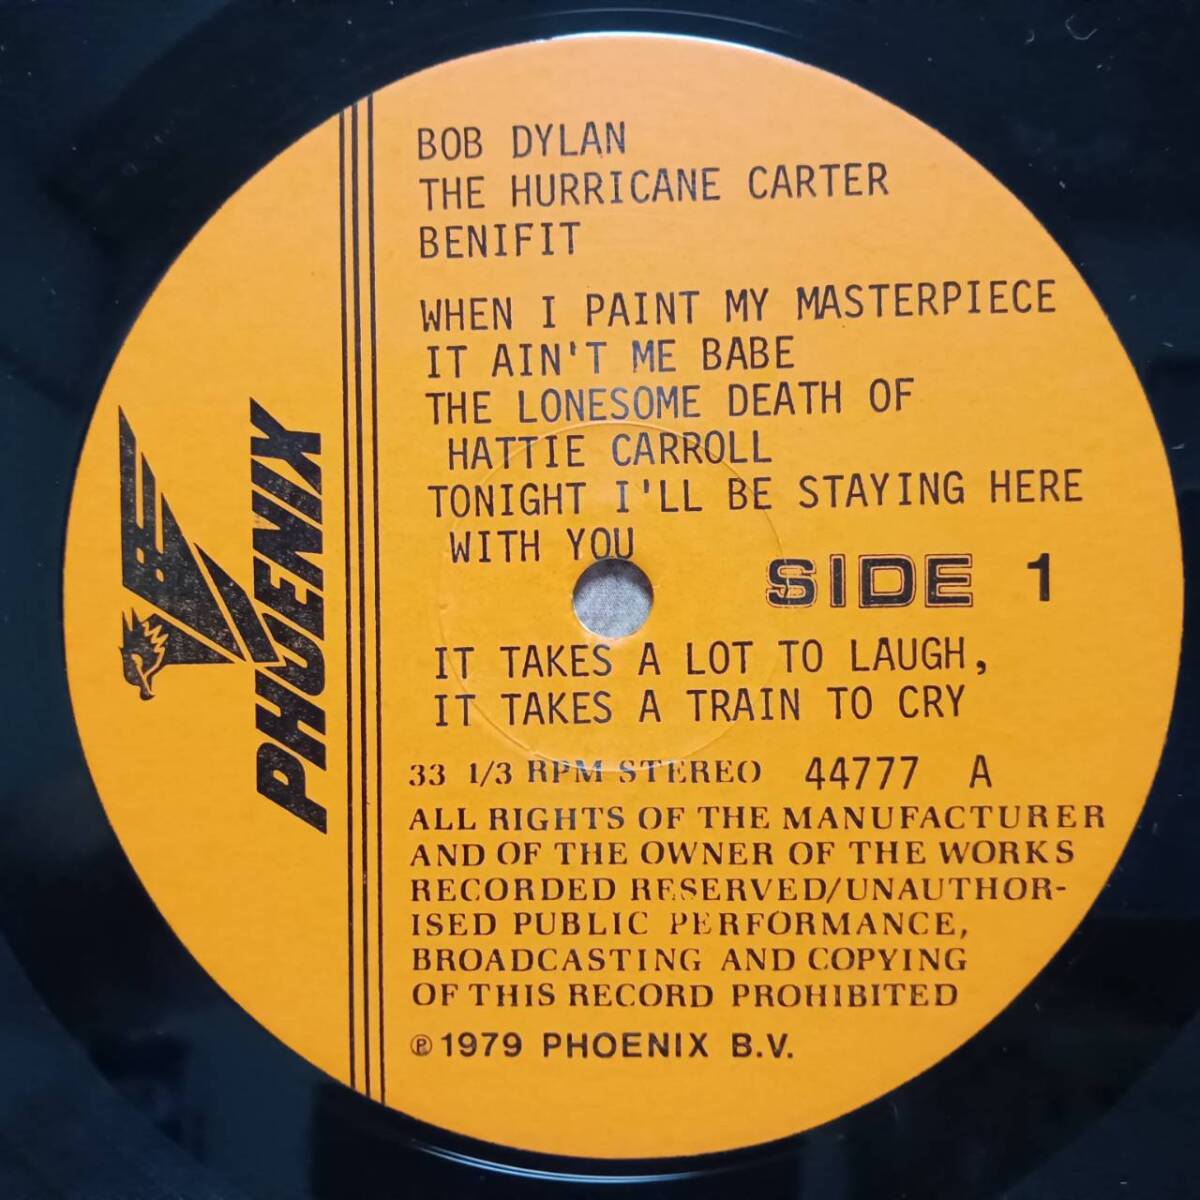 BOB DYLAN
THE HURRICANE CARTER
BENIFIT
WHEN I PAINT MY MASTERPIECE
IT AIN'T ME BABE
THE LONESOME DEATH OF
HATTIE CARROLL
TONIGHT I'LL BE STAYING HERE
WITH YOU
SIDE 1
IT TAKES A LOT TO LAUGH,
IT TAKES A TRAIN TO CRY
33 1/3 RPM STEREO 44777 A
ALL RIGHTS OF THE MANUFACTURER
AND OF THE OWNER OF THE WORKS
RECORDED RESERVED/UNAUTHOR-
ISED PUBLIC PERFORMANCE,
BROADCASTING AND COPYING
OF THIS RECORD PROHIBITED
℗ 1979 PHOENIX B.V.
PHOENIX